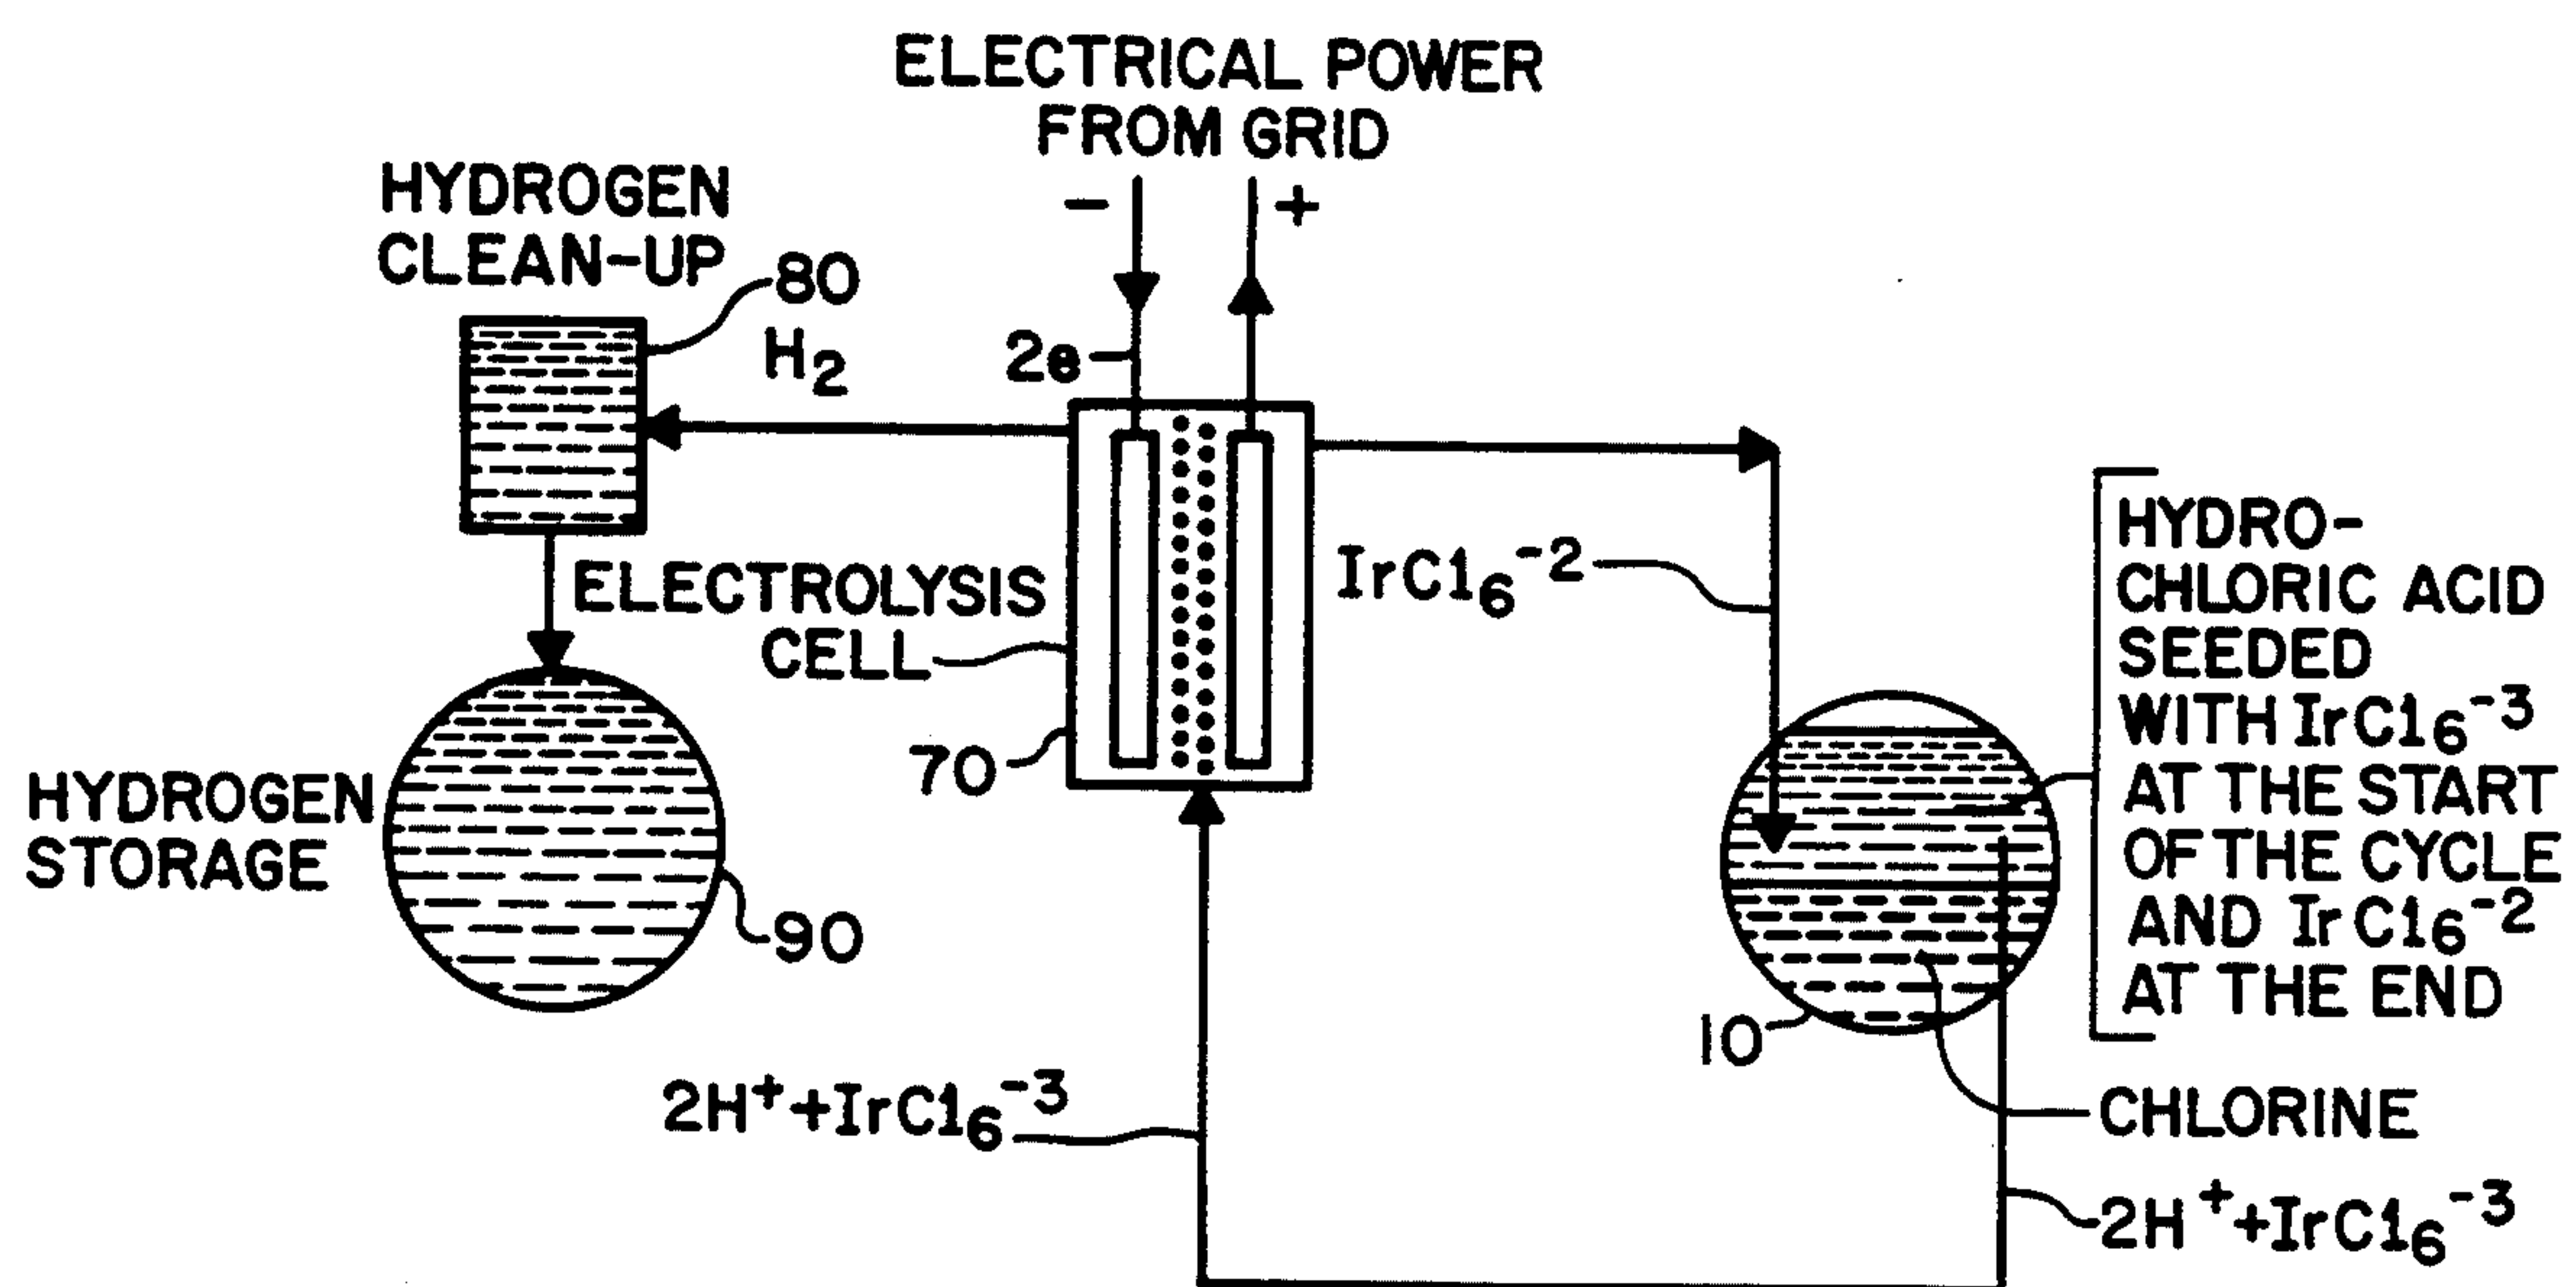 ELECTRICAL POWER
FROM GRID
- +
HYDROGEN
CLEAN-UP
80
H₂
2e
ELECTROLYSIS
CELL
70
IrCl₆⁻²
HYDRO-
CHLORIC ACID
SEEDED
WITH IrCl₆⁻³
AT THE START
OF THE CYCLE
AND IrCl₆⁻²
AT THE END
HYDROGEN
STORAGE
90
10
CHLORINE
2H⁺+IrCl₆⁻³
2H⁺+IrCl₆⁻³